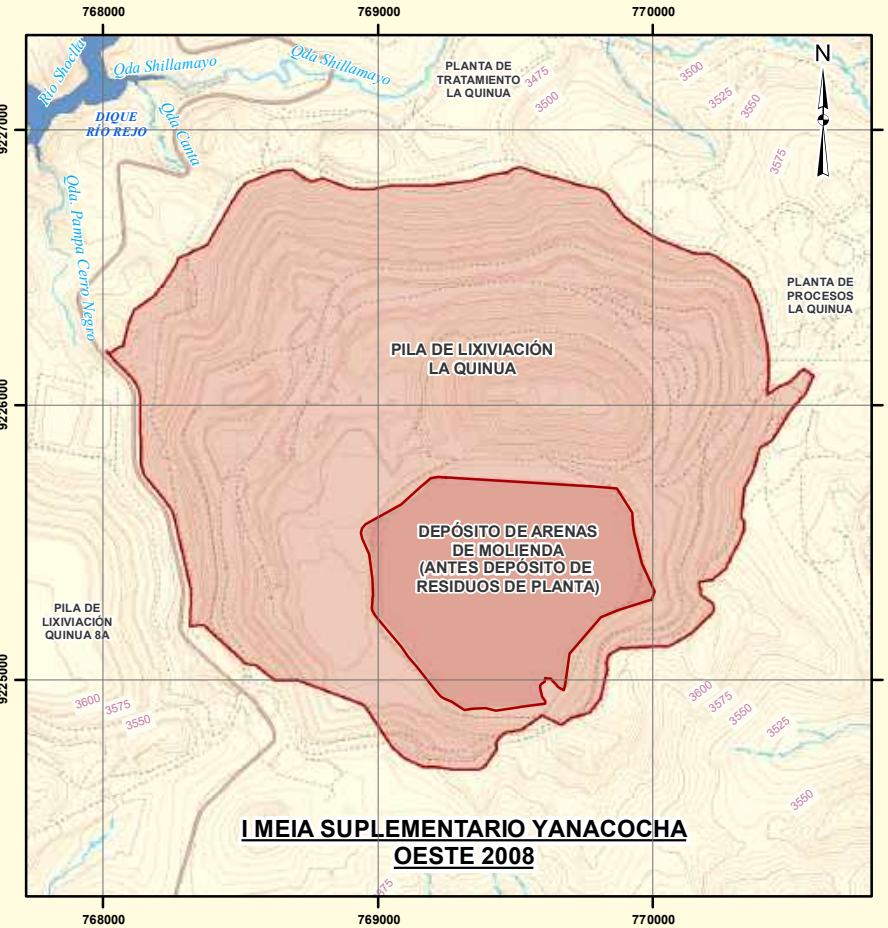 768000
769000
770000
Río Shoclla
Qda Shillamayo
Qda Shillamayo
PLANTA DE
TRATAMIENTO
LA QUINUA
3475
3500
3500
3525
3550
3575
N
9227000
DIQUE
RÍO REJO
Qda Canta
Qda. Pampa Cerro Negro
PLANTA DE
PROCESOS
LA QUINUA
PILA DE LIXIVIACIÓN
LA QUINUA
9226000
DEPÓSITO DE ARENAS
DE MOLIENDA
(ANTES DEPÓSITO DE
RESIDUOS DE PLANTA)
PILA DE
LIXIVIACIÓN
QUINUA 8A
9225000
3600
3575
3550
3600
3575
3550
3525
3550
I MEIA SUPLEMENTARIO YANACOCHA
OESTE 2008
768000
769000
770000